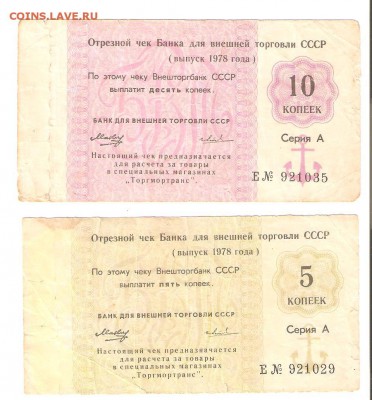 COINS.LAVE.RU
Отрезной чек Банка для внешней торговли СССР
(выпуск 1978 года)
По этому чеку Внешторгбанк СССР
выплатит десять копеек.
10
КОПЕЕК
БАНК ДЛЯ ВНЕШНЕЙ ТОРГОВЛИ СССР
Серия А
Настоящий чек предназначается
для расчета за товары
в специальных магазинах
„Торгмортранс".
Е № 921035
Отрезной чек Банка для внешней торговли СССР
(выпуск 1978 года)
По этому чеку Внешторгбанк СССР
выплатит пять копеек.
5
КОПЕЕК
БАНК ДЛЯ ВНЕШНЕЙ ТОРГОВЛИ СССР
Серия А
Настоящий чек предназначается
для расчета за товары
в специальных магазинах
„Торгмортранс".
Е № 921029